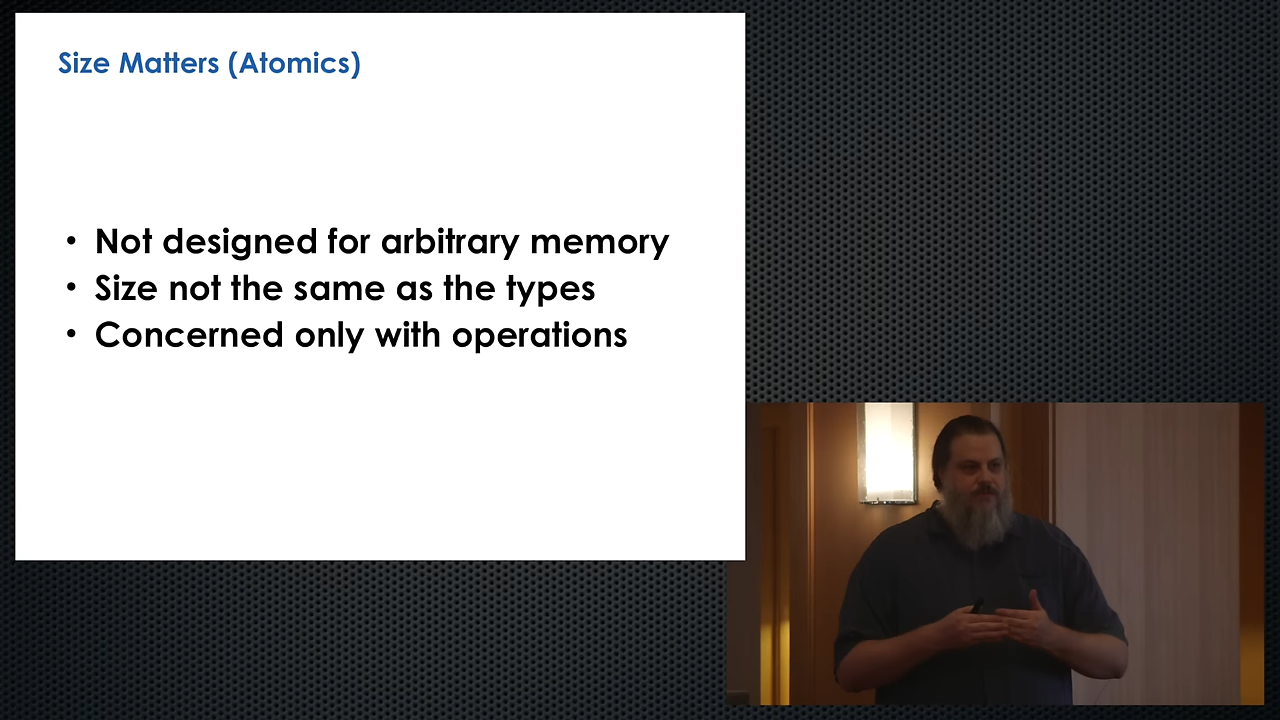 Size Matters (Atomics)
• Not designed for arbitrary memory
• Size not the same as the types
• Concerned only with operations